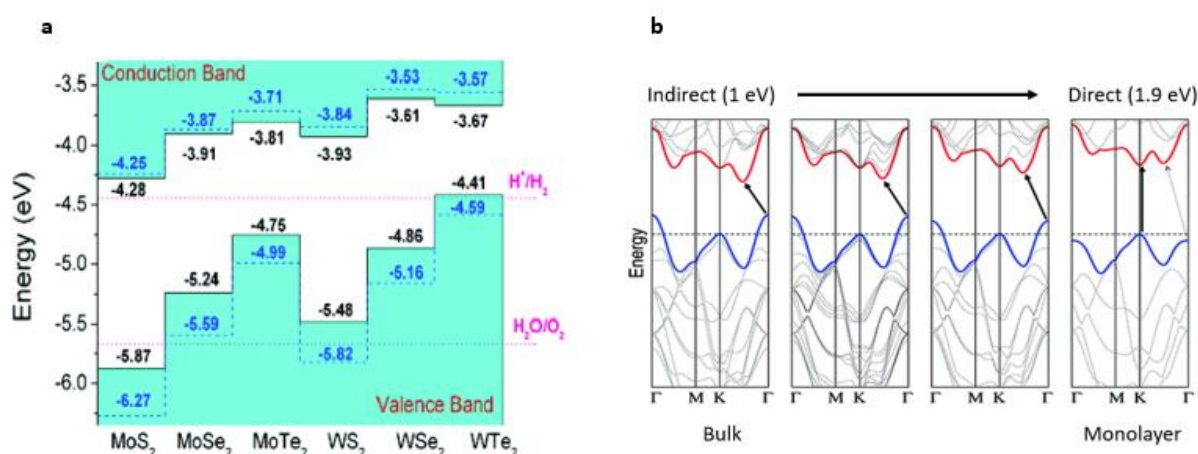 a
Energy (eV)
-3.5
-4.0
-4.5
-5.0
-5.5
-6.0
Conduction Band
-4.25
-4.28
-3.87
-3.91
-3.71
-3.81
-3.84
-3.93
-3.53
-3.61
-3.57
-3.67
H⁺/H₂
-5.87
-6.27
-5.24
-5.59
-4.75
-4.99
-5.48
-5.82
-4.86
-5.16
-4.41
-4.59
H₂O/O₂
Valence Band
MoS₂ MoSe₂ MoTe₂ WS₂ WSe₂ WTe₂
b
Indirect (1 eV) Direct (1.9 eV)
Energy
Γ M K Γ Γ M K Γ Γ M K Γ Γ M K Γ
Bulk Monolayer